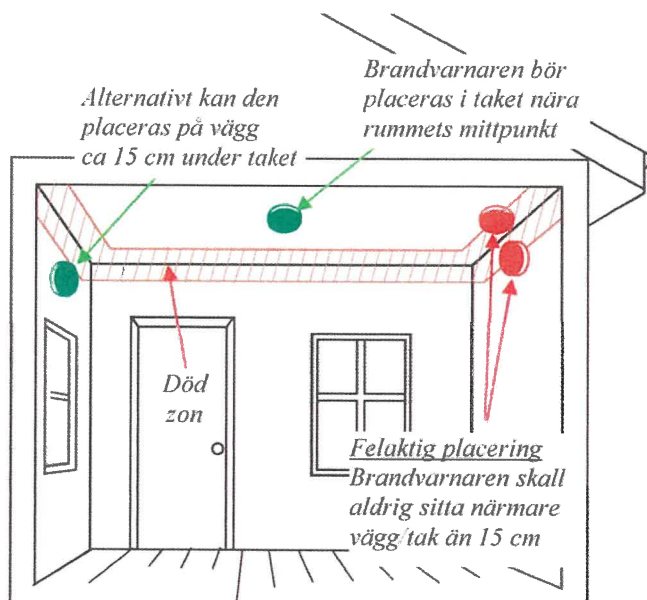 Alternativt kan den
placeras på vägg
ca 15 cm under taket
Brandvarnaren bör
placeras i taket nära
rummets mittpunkt
Död
zon
Felaktig placering
Brandvarnaren skall
aldrig sitta närmare
vägg/tak än 15 cm